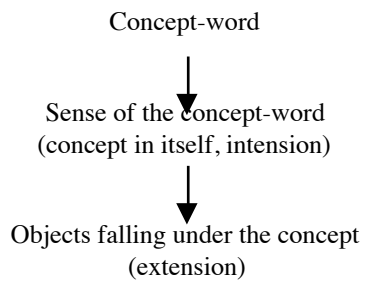 Concept-word
Sense of the concept-word
(concept in itself, intension)
Objects falling under the concept
(extension)